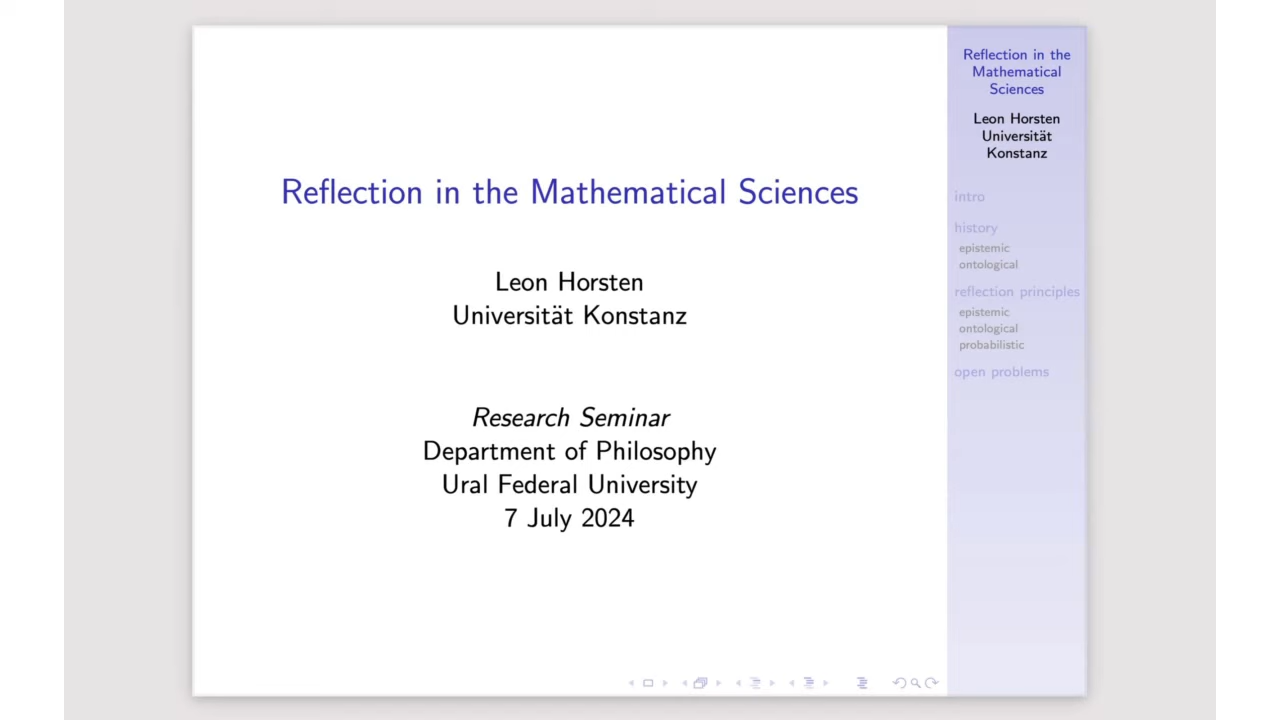 Reflection in the Mathematical Sciences
Leon Horsten
Universität Konstanz
Research Seminar
Department of Philosophy
Ural Federal University
7 July 2024
Reflection in the
Mathematical
Sciences
Leon Horsten
Universität
Konstanz
intro
history
epistemic
ontological
reflection principles
epistemic
ontological
probabilistic
open problems